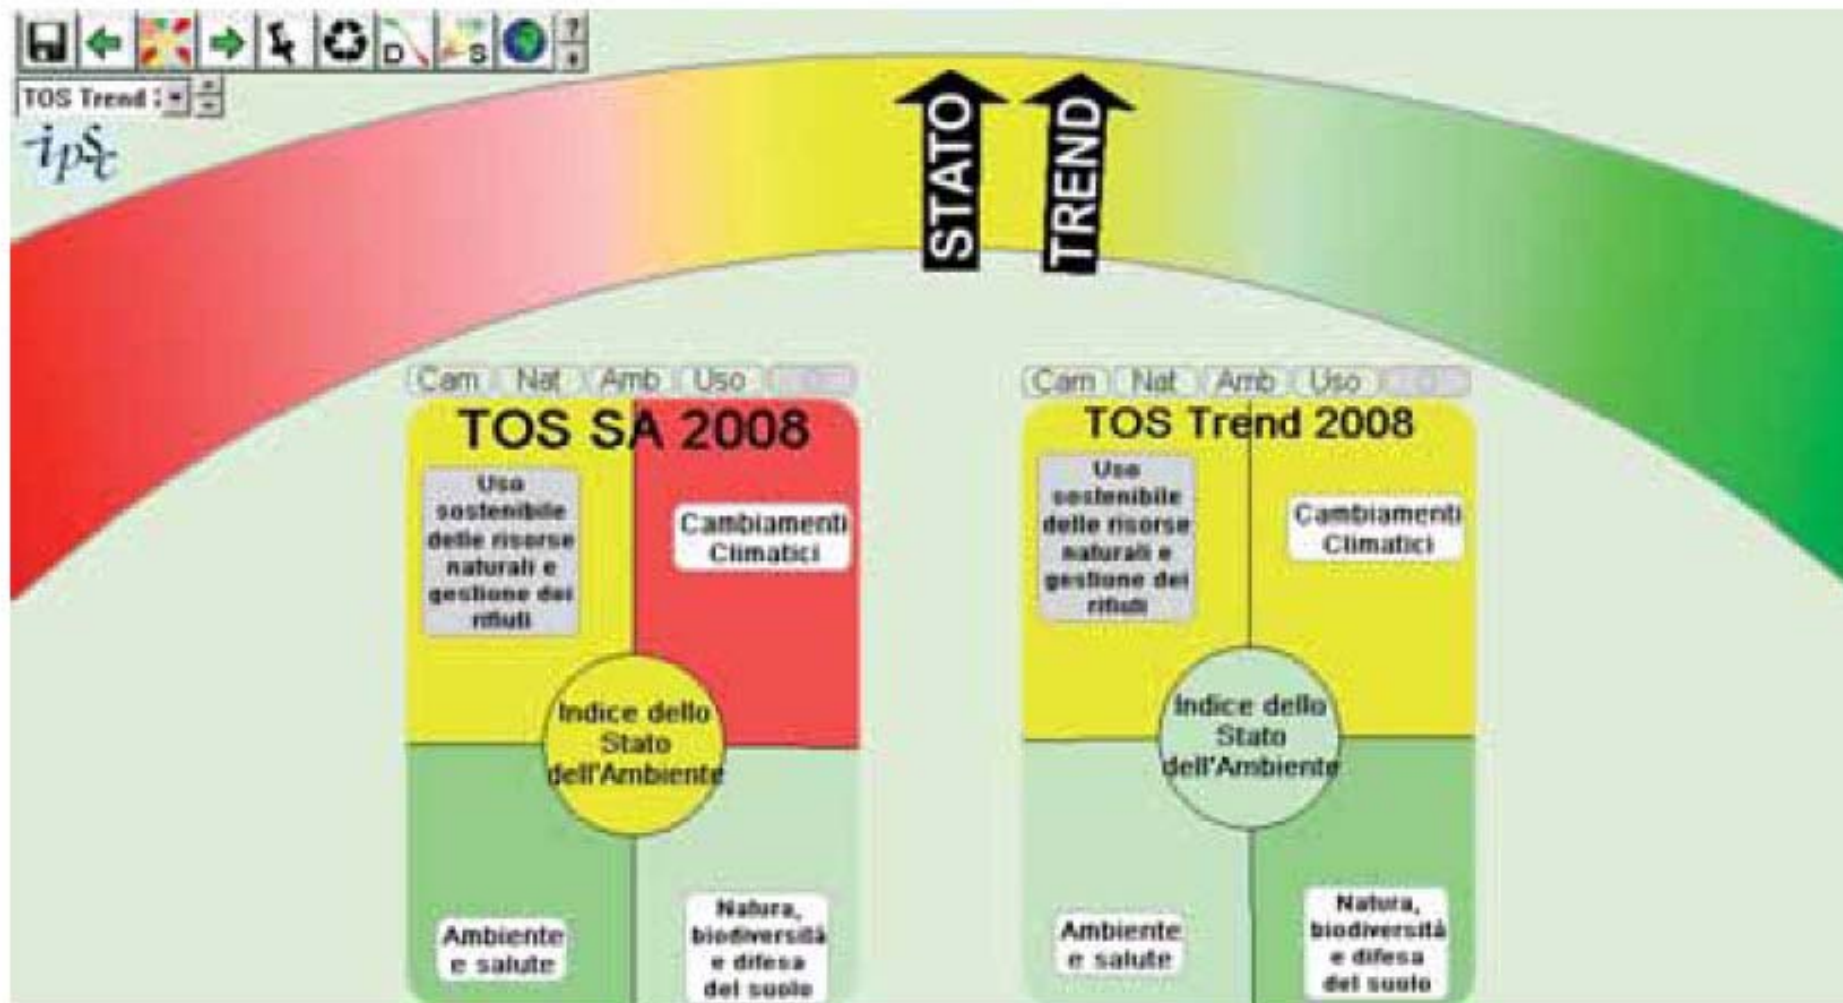 D
S
?
TOS Trend 2
ipsc
STATO
TREND
Cam Nat Amb Uso
TOS SA 2008
Uso
sostenibile
delle risorse
naturali e
gestione dei
rifiuti
Cambiamenti
Climatici
Indice dello
Stato
dell'Ambiente
Ambiente
e salute
Natura,
biodiversità
e difesa
del suolo
Cam Nat Amb Uso
TOS Trend 2008
Uso
sostenibile
delle risorse
naturali e
gestione dei
rifiuti
Cambiamenti
Climatici
Indice dello
Stato
dell'Ambiente
Ambiente
e salute
Natura,
biodiversità
e difesa
del suolo